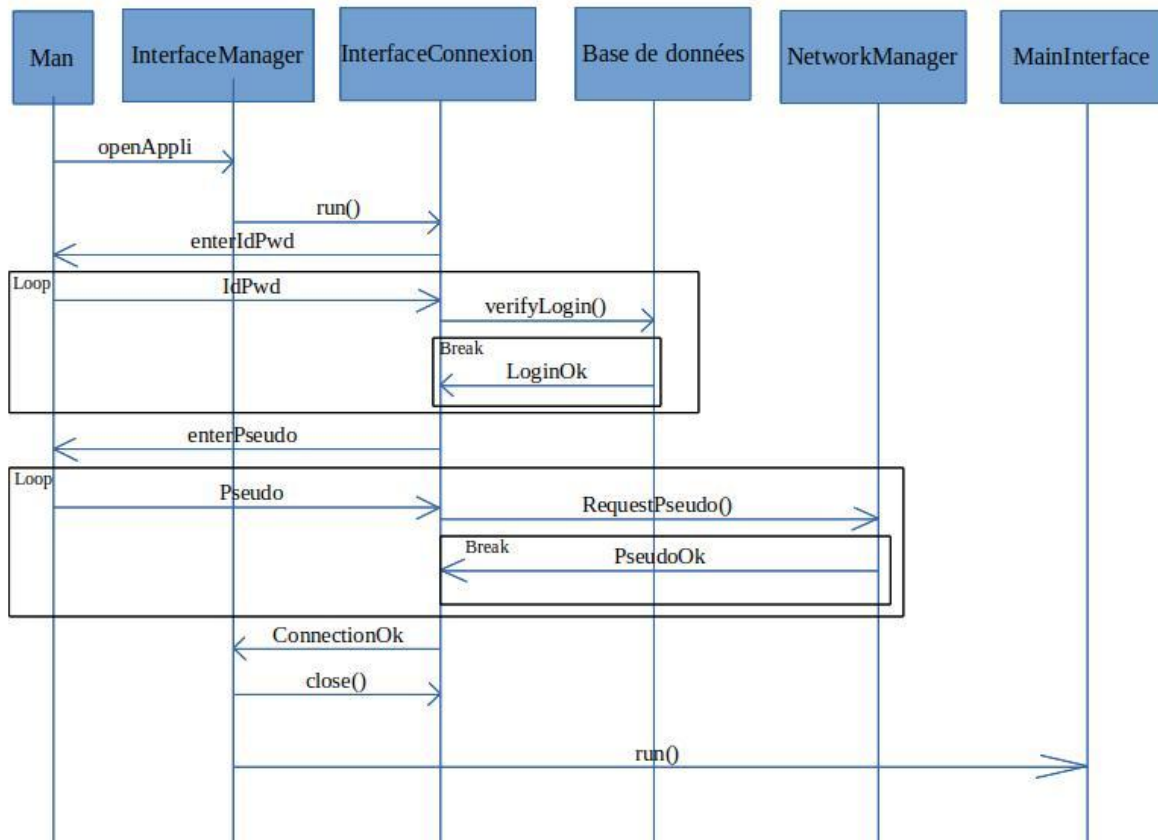 Man
InterfaceManager
InterfaceConnexion
Base de données
NetworkManager
MainInterface
openAppli
run()
enterIdPwd
Loop
IdPwd
verifyLogin()
Break
LoginOk
enterPseudo
Loop
Pseudo
RequestPseudo()
Break
PseudoOk
ConnectionOk
close()
run()